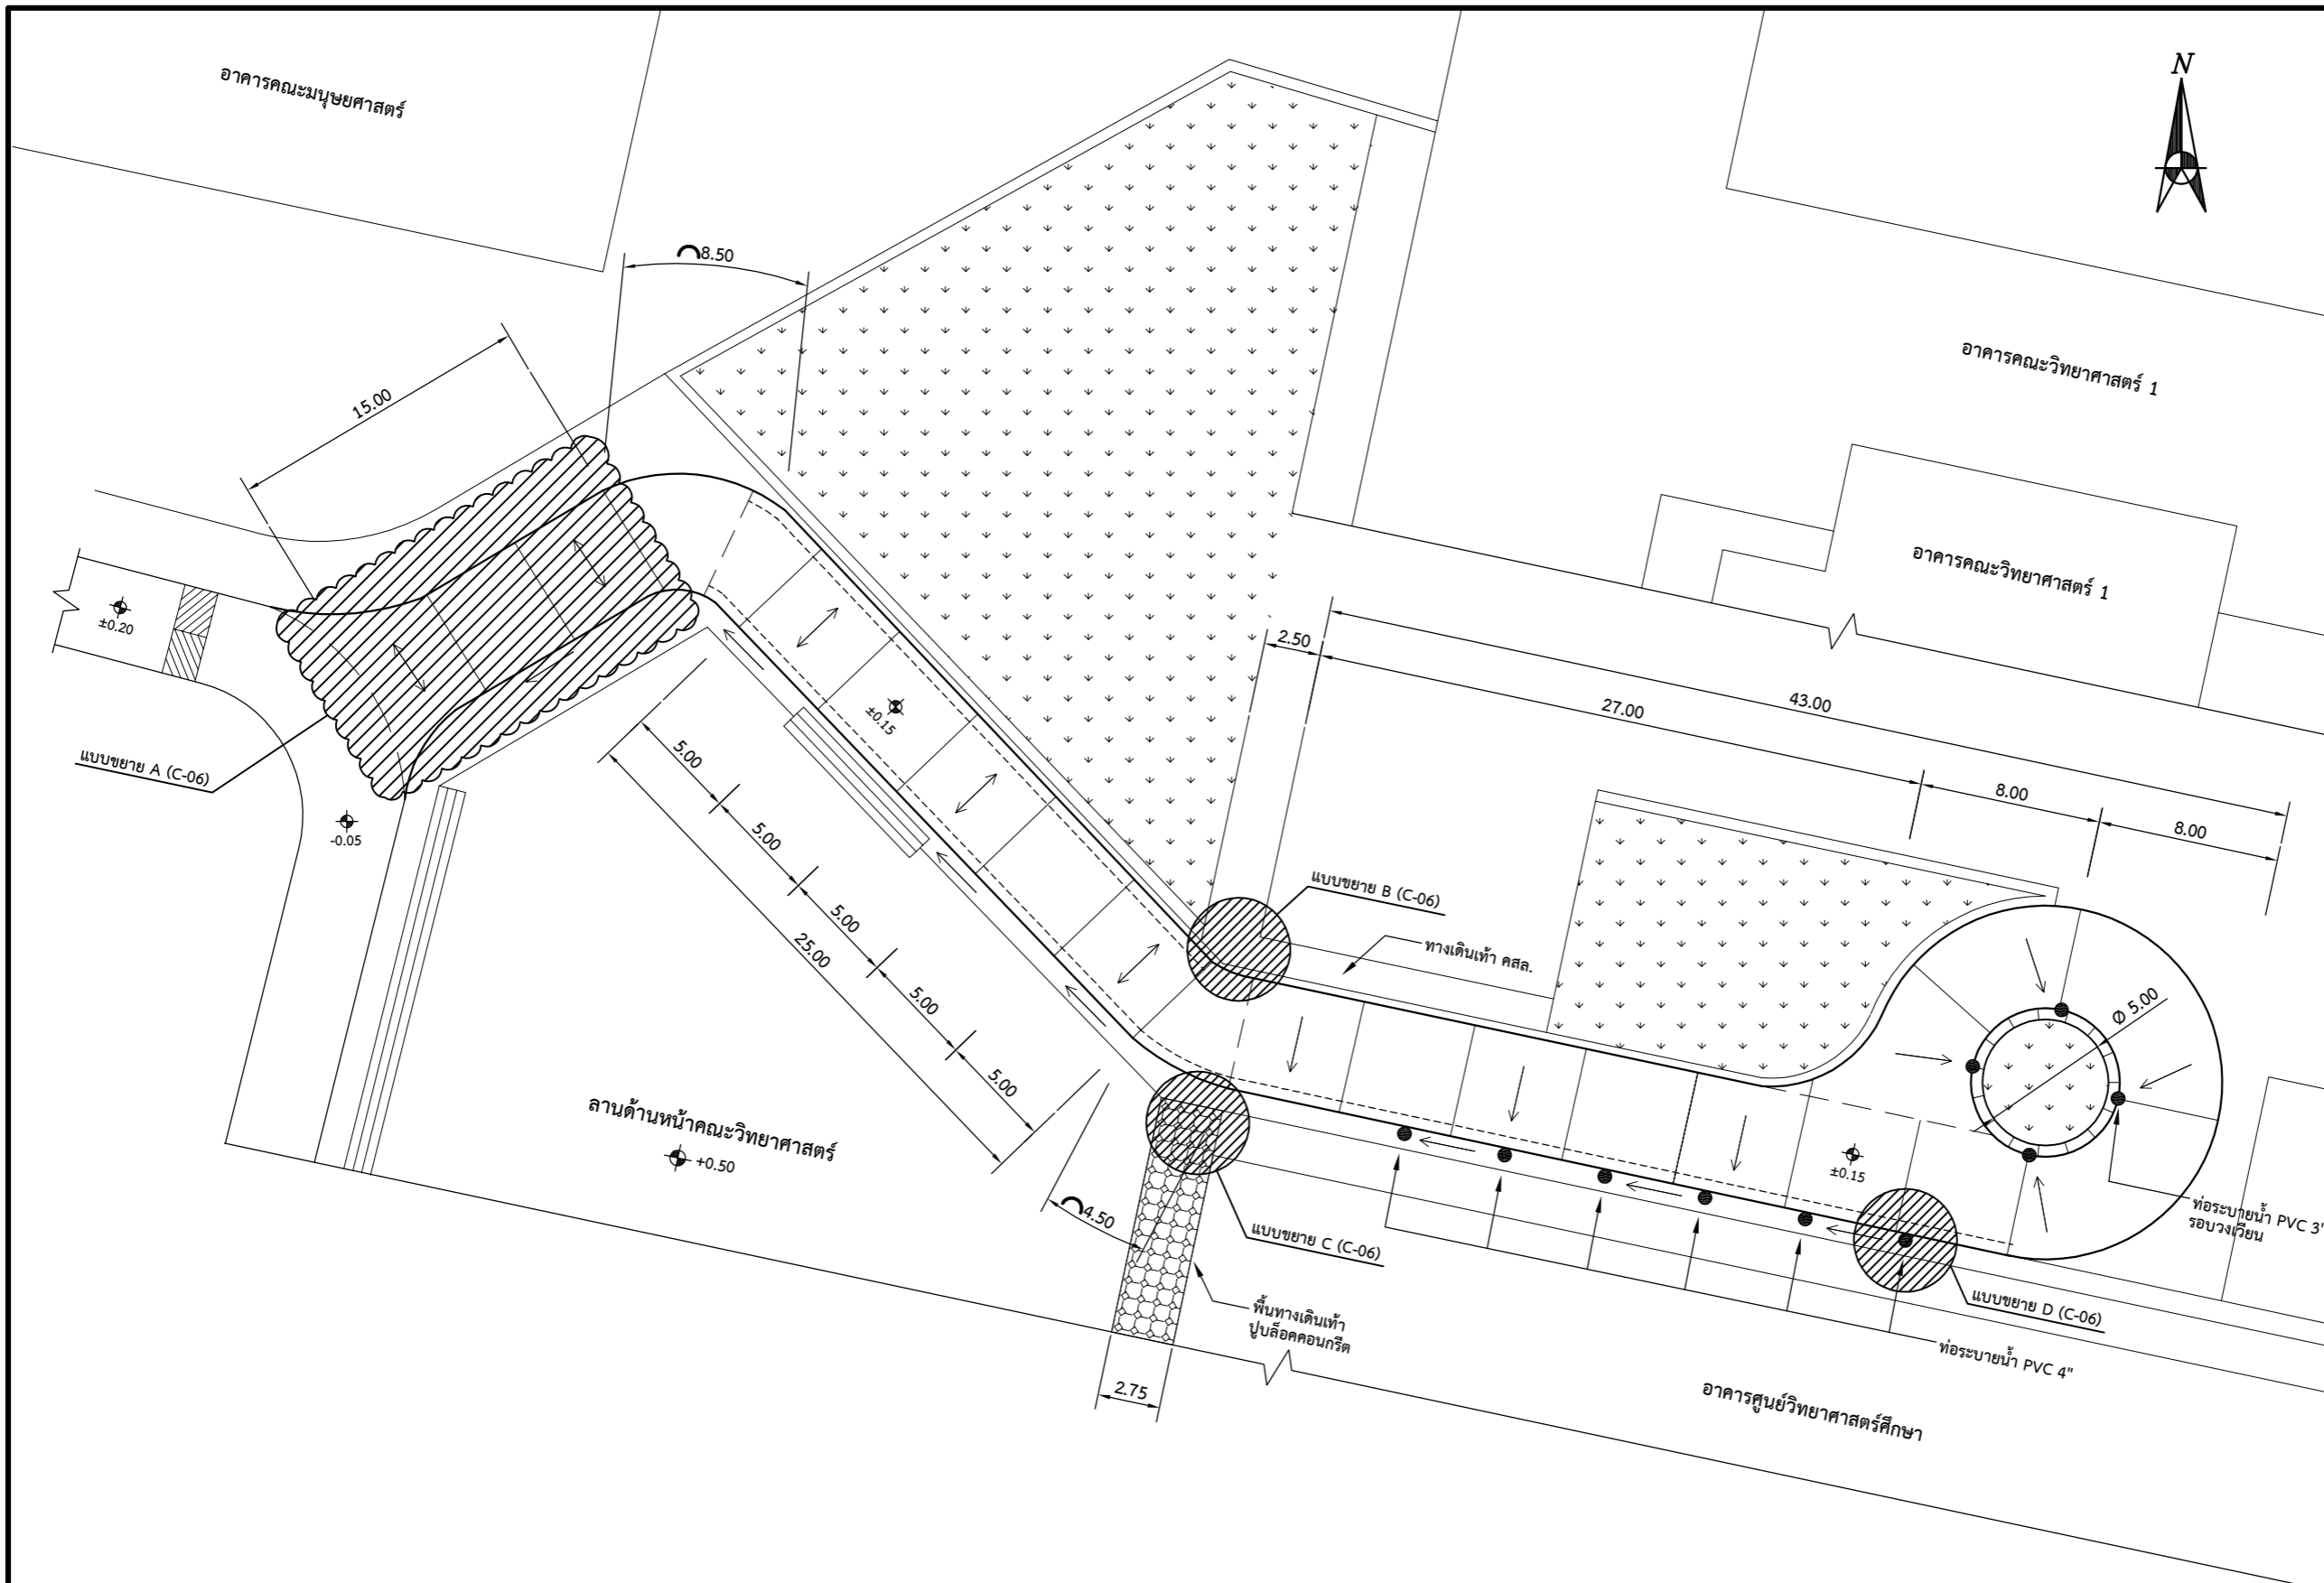 อาคารคณะมนุษยศาสตร์
N
8.50
15.00
อาคารคณะวิทยาศาสตร์ 1
อาคารคณะวิทยาศาสตร์ 1
±0.20
2.50
43.00
27.00
±0.15
8.00
8.00
แบบขยาย A (C-06)
-0.05
5.00
5.00
5.00
5.00
5.00
25.00
แบบขยาย B (C-06)
ทางเดินเท้า คสล.
Ø 5.00
ลานด้านหน้าคณะวิทยาศาสตร์
+0.50
±0.15
4.50
แบบขยาย C (C-06)
ท่อระบายน้ำ PVC 3"
รอบวงเวียน
พื้นทางเดินเท้า
ปูบล็อคคอนกรีต
แบบขยาย D (C-06)
ท่อระบายน้ำ PVC 4"
2.75
อาคารศูนย์วิทยาศาสตร์ศึกษา